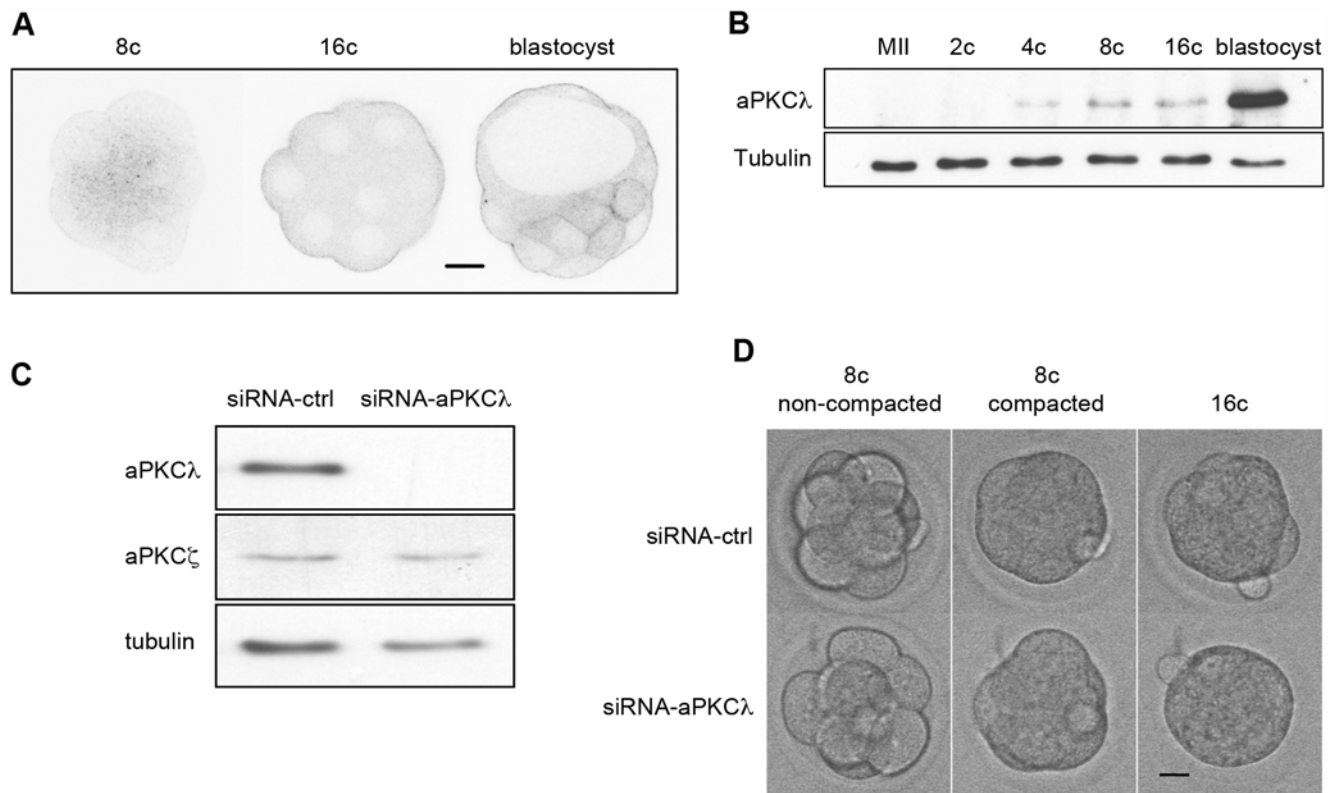 A
8c 16c blastocyst
B
MII 2c 4c 8c 16c blastocyst
aPKCλ
Tubulin
C
siRNA-ctrl siRNA-aPKCλ
aPKCλ
aPKCζ
tubulin
D
8c
non-compacted
8c
compacted
16c
siRNA-ctrl
siRNA-aPKCλ